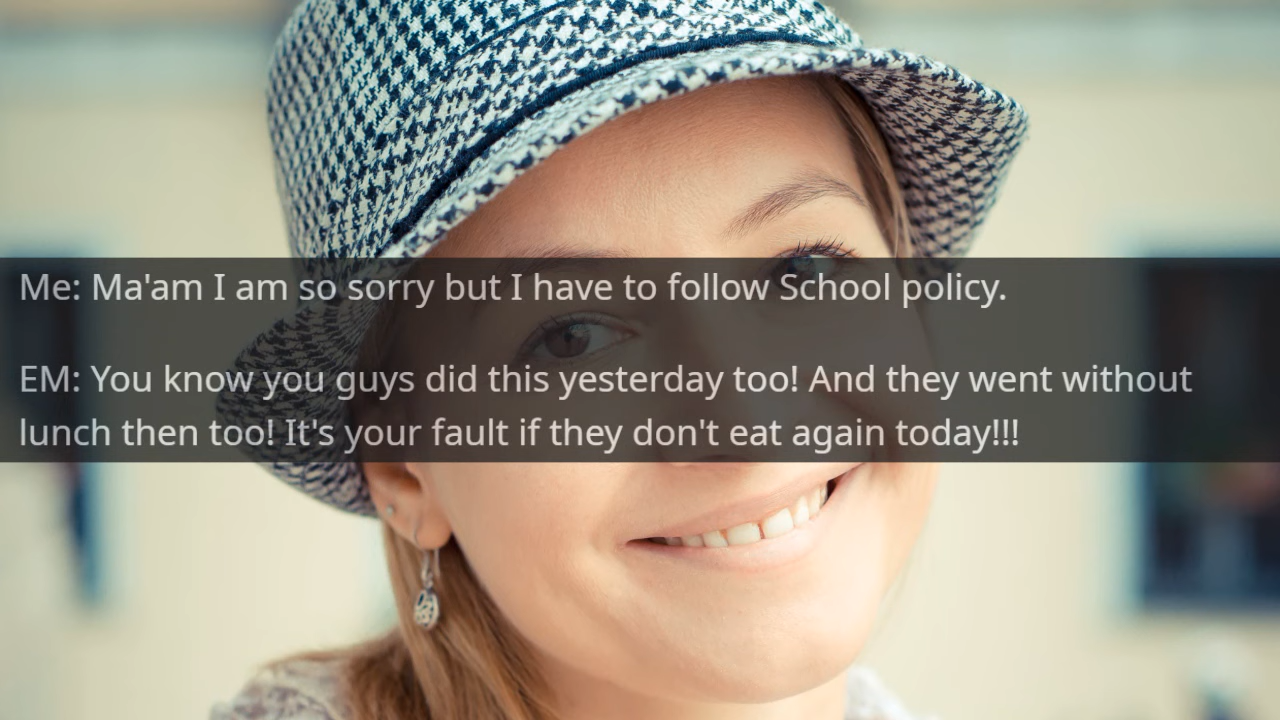 Me: Ma'am I am so sorry but I have to follow School policy.
EM: You know you guys did this yesterday too! And they went without
lunch then too! It's your fault if they don't eat again today!!!